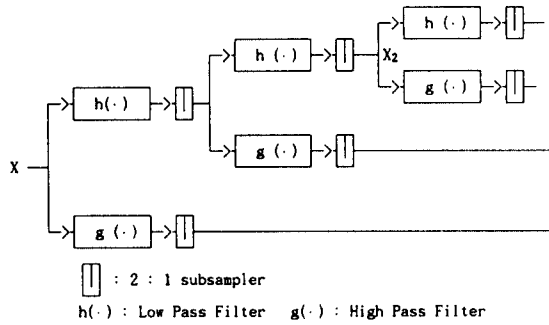 h (·)
h (·)
X₂
h(·)
g (·)
g (·)
X
g (·)
: 2 : 1 subsampler
h(·) : Low Pass Filter g(·) : High Pass Filter